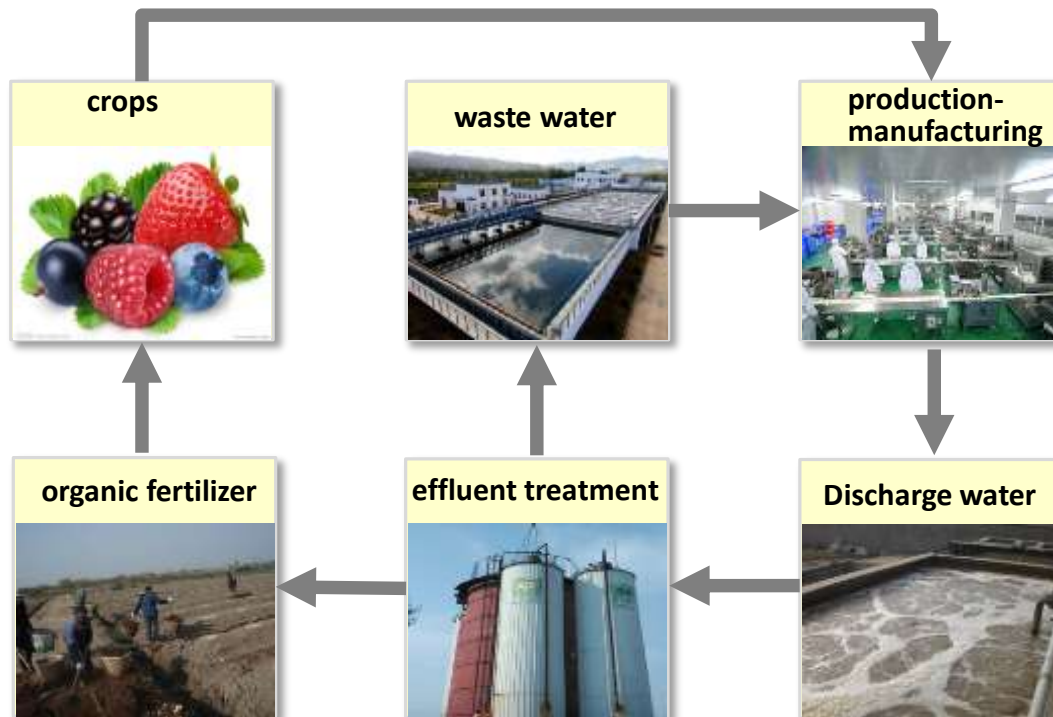 crops
waste water
production-
manufacturing
organic fertilizer
effluent treatment
Discharge water